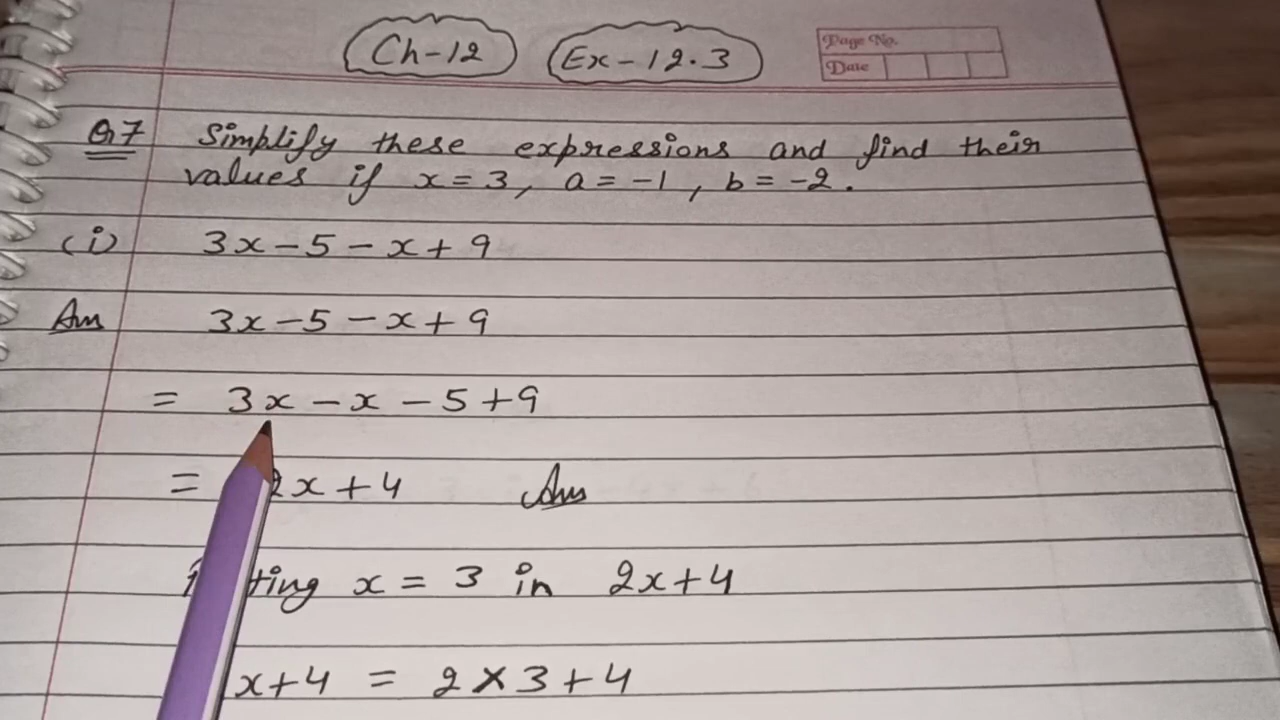 Ch-12 Ex-12.3
Page No.
Date
Q7 Simplify these expressions and find their
values if x = 3, a = -1, b = -2.
(i) 3x - 5 - x + 9
Ans 3x - 5 - x + 9
= 3x - x - 5 + 9
= 2x + 4 Ans
x = 3 in 2x + 4
x + 4 = 2 × 3 + 4